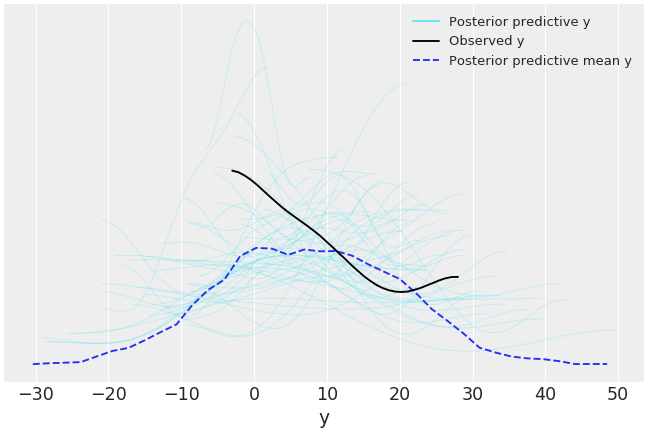 Posterior predictive y
Observed y
Posterior predictive mean y
−30 −20 −10 0 10 20 30 40 50
y